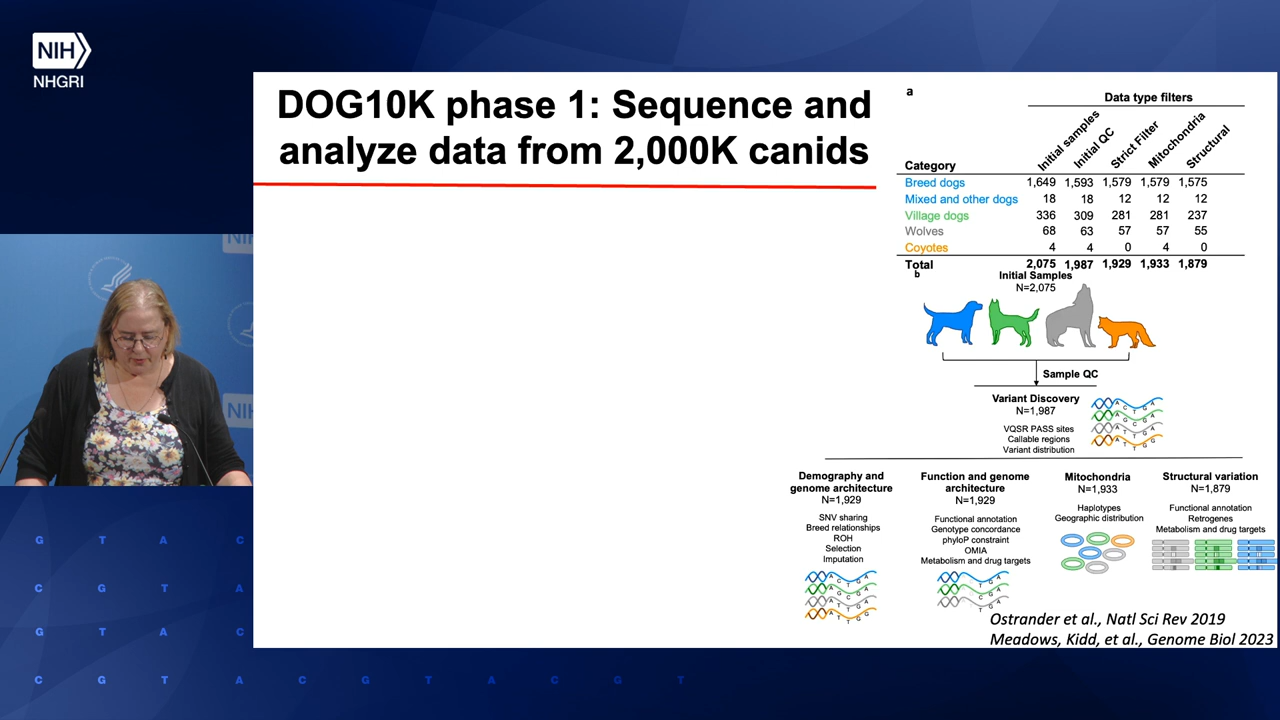 NIH
NHGRI
DOG10K phase 1: Sequence and
analyze data from 2,000K canids
a
Data type filters
Category
Initial samples
Initial QC
Strict Filter
Mitochondria
Structural
Breed dogs 1,649 1,593 1,579 1,579 1,575
Mixed and other dogs 18 18 12 12 12
Village dogs 336 309 281 281 237
Wolves 68 63 57 57 55
Coyotes 4 4 0 4 0
Total 2,075 1,987 1,929 1,933 1,879
b
Initial Samples
N=2,075
Sample QC
Variant Discovery
N=1,987
VQSR PASS sites
Callable regions
Variant distribution
Demography and
genome architecture
N=1,929
SNV sharing
Breed relationships
ROH
Selection
Imputation
Function and genome
architecture
N=1,929
Functional annotation
Genotype concordance
phyloP constraint
OMIA
Metabolism and drug targets
Mitochondria
N=1,933
Haplotypes
Geographic distribution
Structural variation
N=1,879
Functional annotation
Retrogenes
Metabolism and drug targets
Ostrander et al., Natl Sci Rev 2019
Meadows, Kidd, et al., Genome Biol 2023
G T A C
C G T A
G T A C
C G T A C G T A C G T